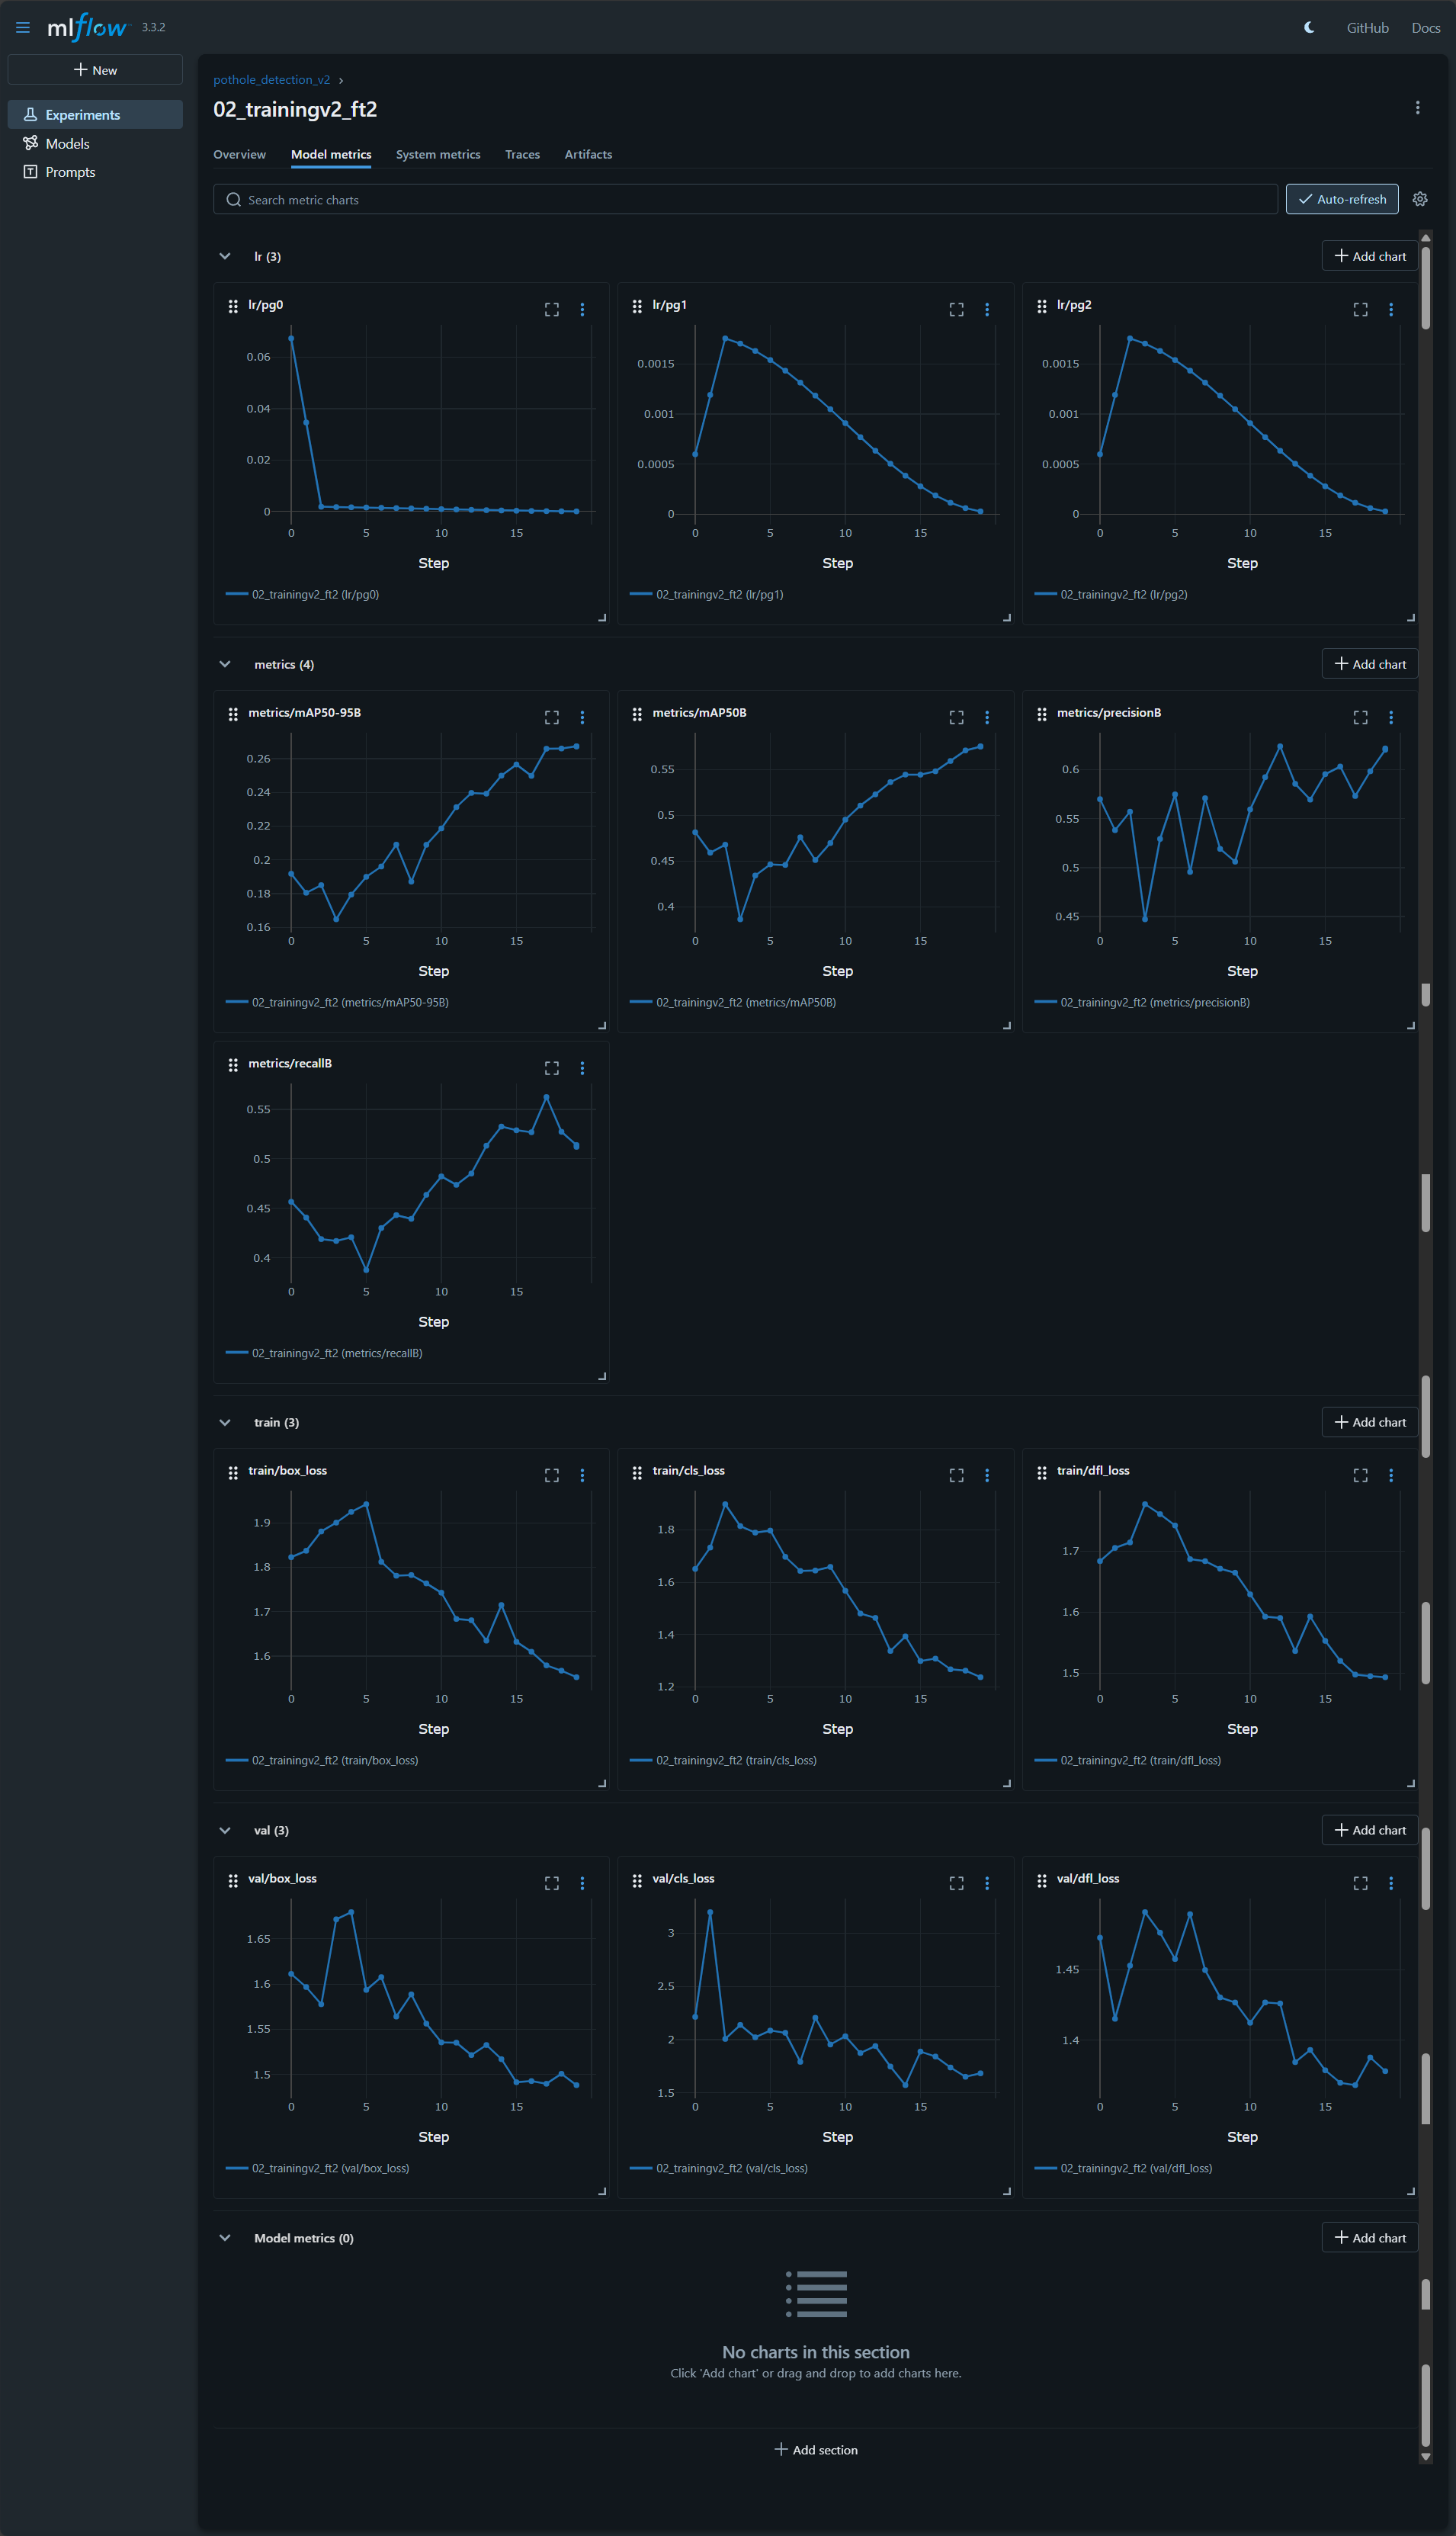 mlflow 3.3.2
GitHub Docs
New
Experiments
Models
Prompts
pothole_detection_v2 ›
02_trainingv2_ft2
Overview Model metrics System metrics Traces Artifacts
Search metric charts
Auto-refresh
lr (3)
Add chart
lr/pg0
0.06
0.04
0.02
0
0 5 10 15
Step
02_trainingv2_ft2 (lr/pg0)
lr/pg1
0.0015
0.001
0.0005
0
0 5 10 15
Step
02_trainingv2_ft2 (lr/pg1)
lr/pg2
0.0015
0.001
0.0005
0
0 5 10 15
Step
02_trainingv2_ft2 (lr/pg2)
metrics (4)
Add chart
metrics/mAP50-95B
0.26
0.24
0.22
0.2
0.18
0.16
0 5 10 15
Step
02_trainingv2_ft2 (metrics/mAP50-95B)
metrics/mAP50B
0.55
0.5
0.45
0.4
0 5 10 15
Step
02_trainingv2_ft2 (metrics/mAP50B)
metrics/precisionB
0.6
0.55
0.5
0.45
0 5 10 15
Step
02_trainingv2_ft2 (metrics/precisionB)
metrics/recallB
0.55
0.5
0.45
0.4
0 5 10 15
Step
02_trainingv2_ft2 (metrics/recallB)
train (3)
Add chart
train/box_loss
1.9
1.8
1.7
1.6
0 5 10 15
Step
02_trainingv2_ft2 (train/box_loss)
train/cls_loss
1.8
1.6
1.4
1.2
0 5 10 15
Step
02_trainingv2_ft2 (train/cls_loss)
train/dfl_loss
1.7
1.6
1.5
0 5 10 15
Step
02_trainingv2_ft2 (train/dfl_loss)
val (3)
Add chart
val/box_loss
1.65
1.6
1.55
1.5
0 5 10 15
Step
02_trainingv2_ft2 (val/box_loss)
val/cls_loss
3
2.5
2
1.5
0 5 10 15
Step
02_trainingv2_ft2 (val/cls_loss)
val/dfl_loss
1.45
1.4
0 5 10 15
Step
02_trainingv2_ft2 (val/dfl_loss)
Model metrics (0)
Add chart
No charts in this section
Click 'Add chart' or drag and drop to add charts here.
Add section